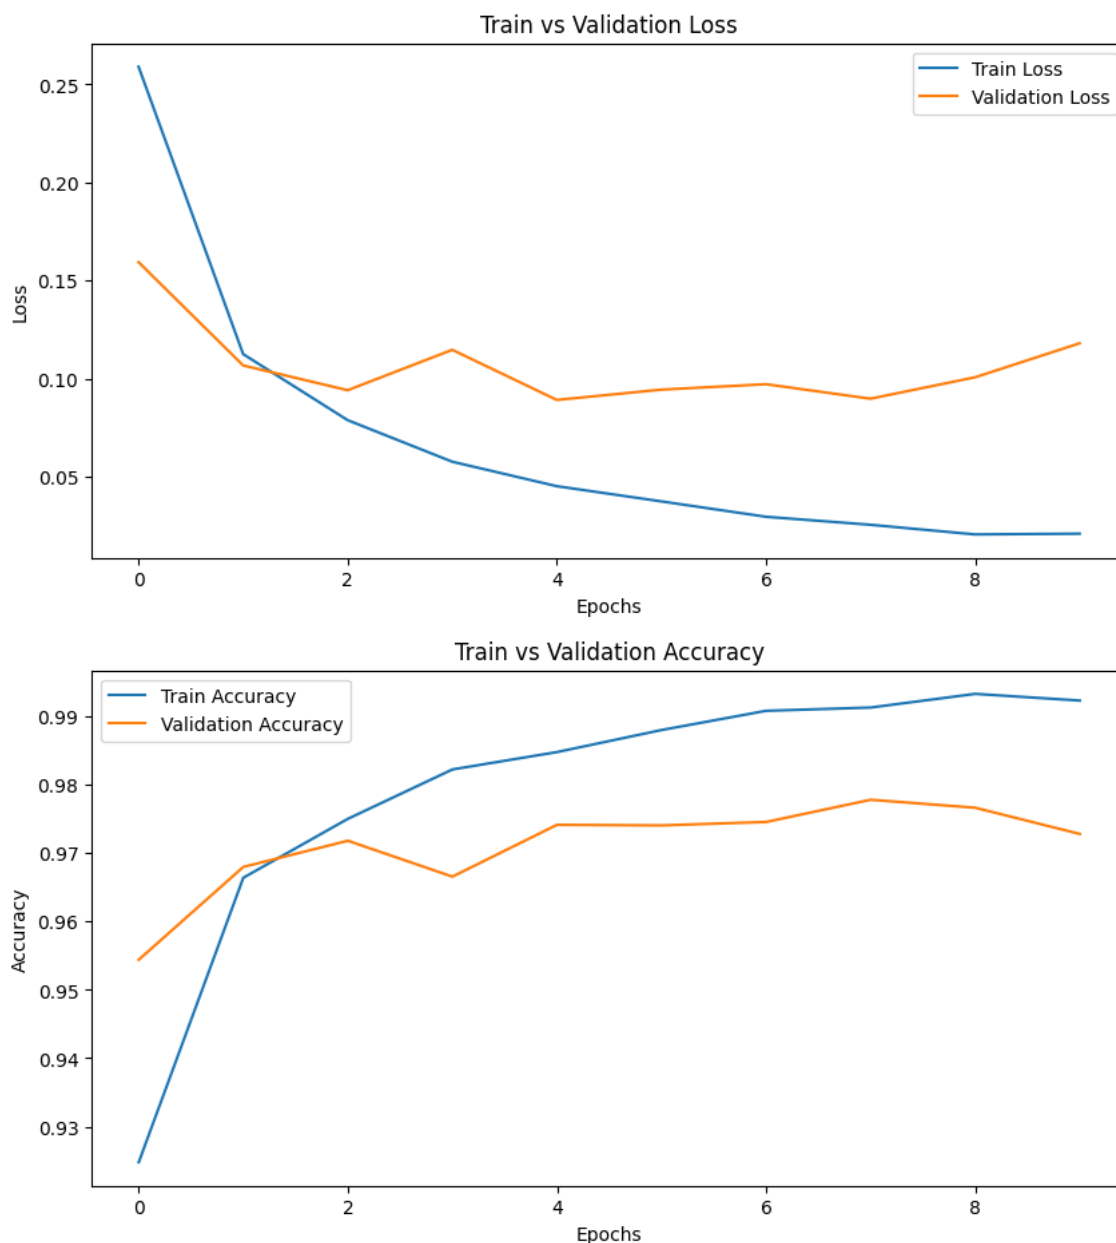 Train vs Validation Loss
Train Loss
Validation Loss
0.25
0.20
0.15
0.10
0.05
Loss
0 2 4 6 8
Epochs
Train vs Validation Accuracy
Train Accuracy
Validation Accuracy
0.99
0.98
0.97
0.96
0.95
0.94
0.93
Accuracy
0 2 4 6 8
Epochs